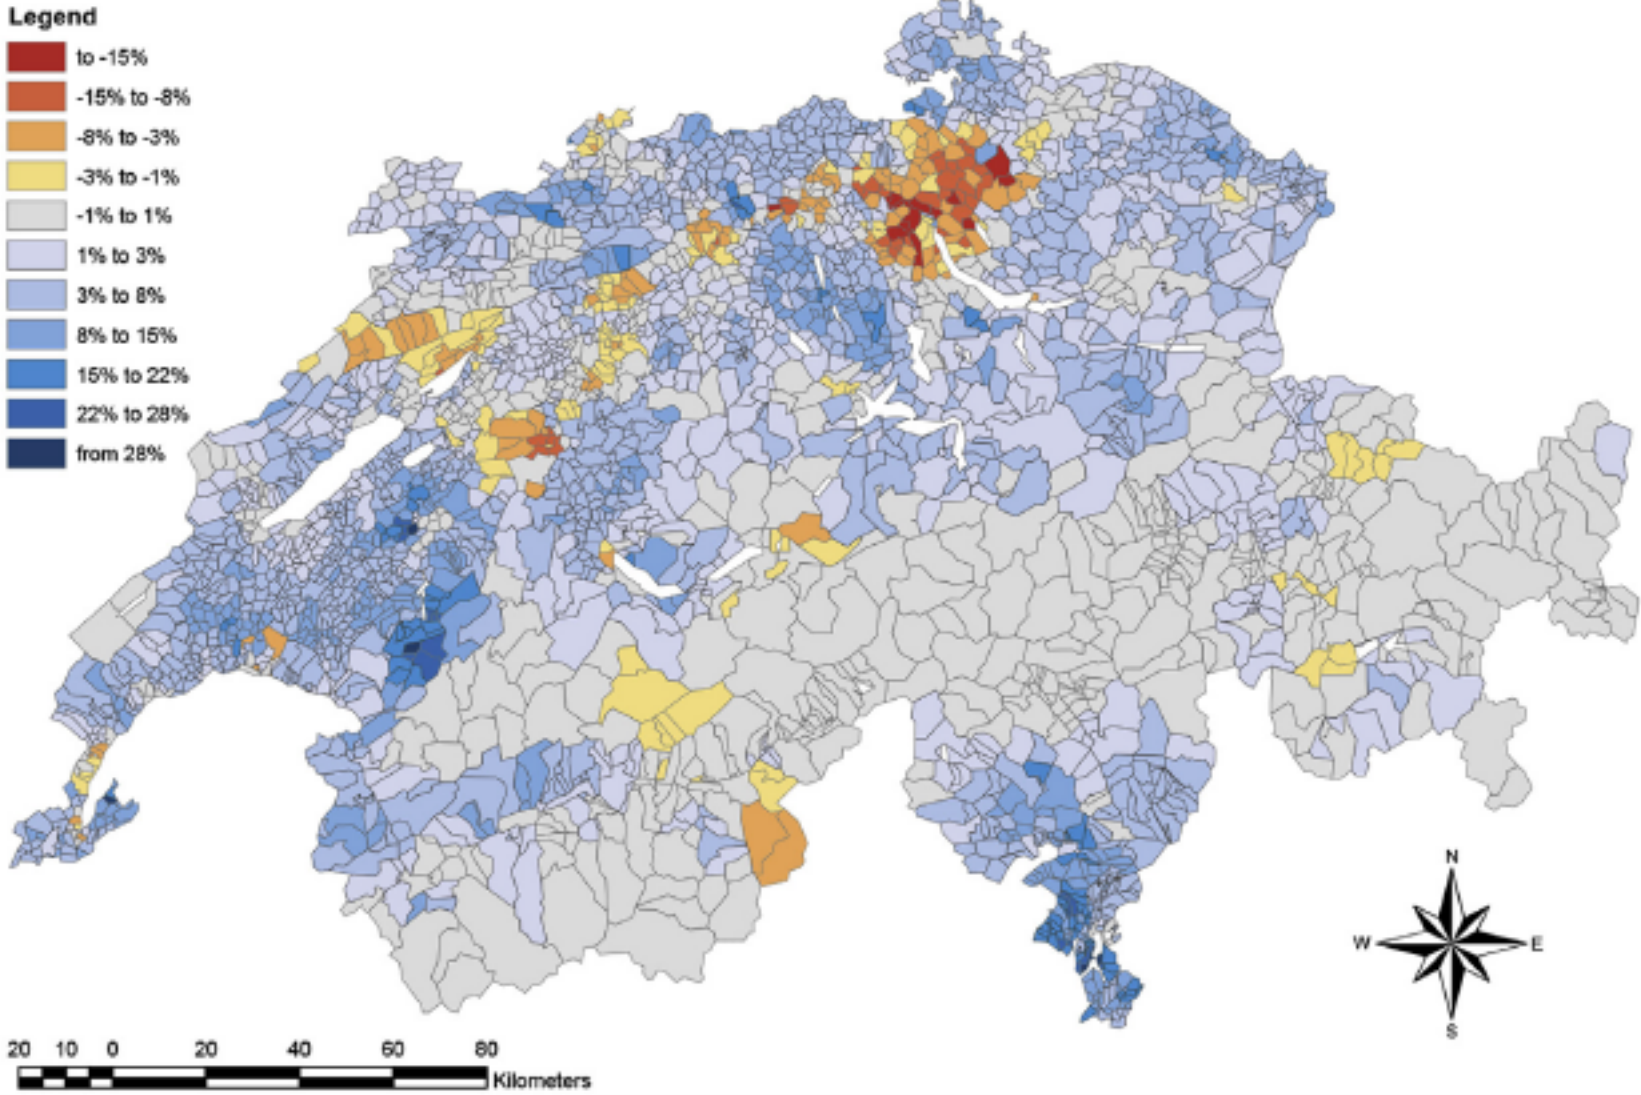 Legend
to -15%
-15% to -8%
-8% to -3%
-3% to -1%
-1% to 1%
1% to 3%
3% to 8%
8% to 15%
15% to 22%
22% to 28%
from 28%
N
W E
S
20 10 0 20 40 60 80
Kilometers